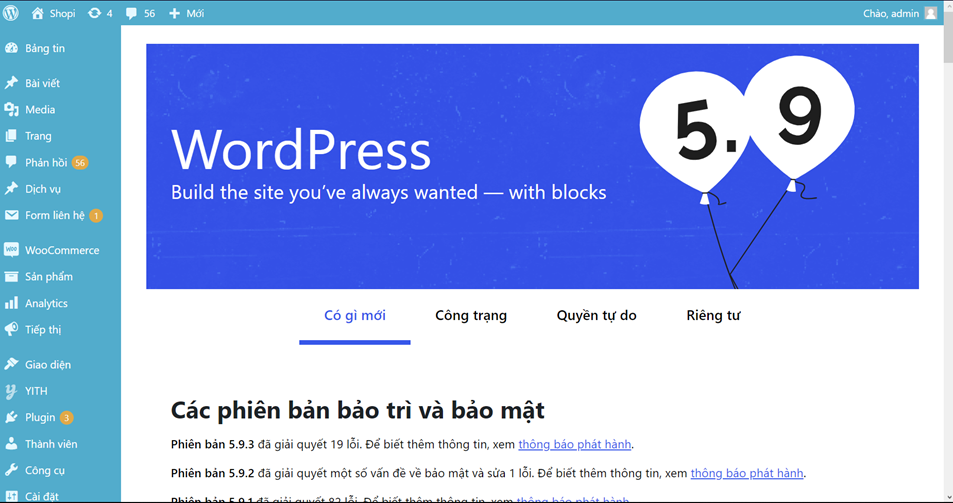 Shopi 4 56 Mới Chào, admin
Bảng tin
Bài viết
Media
Trang
Phản hồi 56
Dịch vụ
Form liên hệ 1
WooCommerce
Sản phẩm
Analytics
Tiếp thị
Giao diện
YITH
Plugin 3
Thành viên
Công cụ
Cài đặt
5.9
WordPress
Build the site you’ve always wanted — with blocks
Có gì mới Công trạng Quyền tự do Riêng tư
Các phiên bản bảo trì và bảo mật
Phiên bản 5.9.3 đã giải quyết 19 lỗi. Để biết thêm thông tin, xem thông báo phát hành.
Phiên bản 5.9.2 đã giải quyết một số vấn đề về bảo mật và sửa 1 lỗi. Để biết thêm thông tin, xem thông báo phát hành.
Phiên bản 5.9.1 đã giải quyết 82 lỗi. Để biết thêm thông tin, xem thông báo phát hành.